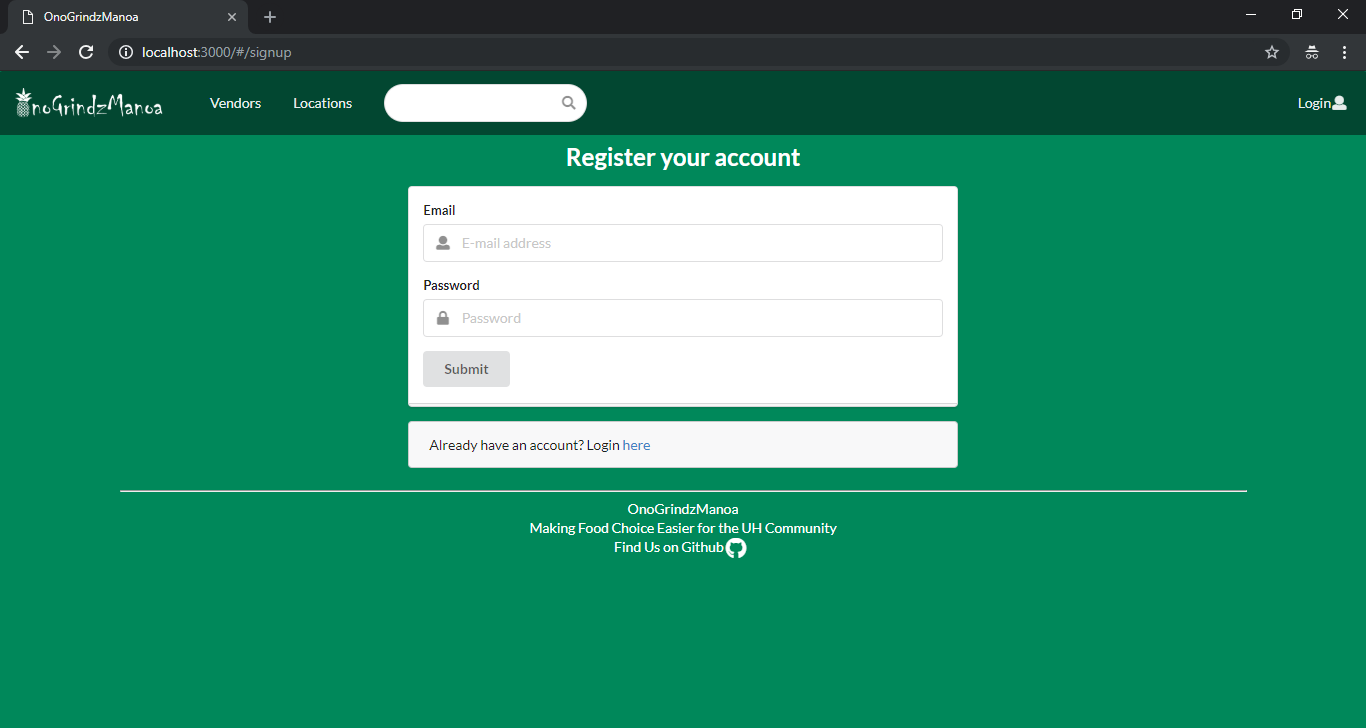 OnoGrindzManoa
localhost:3000/#/signup
OnoGrindzManoa Vendors Locations Login
Register your account
Email
E-mail address
Password
Password
Submit
Already have an account? Login here
OnoGrindzManoa
Making Food Choice Easier for the UH Community
Find Us on Github